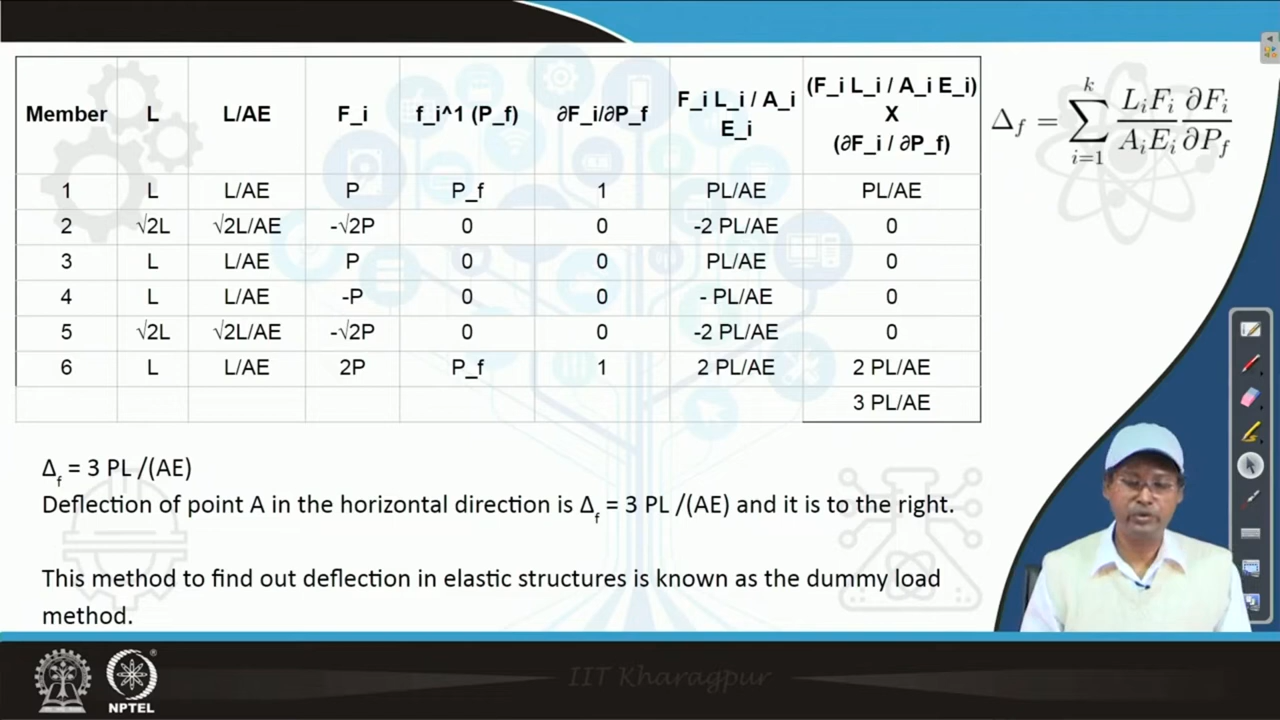 Member L L/AE F_i f_i^1 (P_f) ∂F_i/∂P_f F_i L_i / A_i E_i (F_i L_i / A_i E_i) X (∂F_i / ∂P_f)
1 L L/AE P P_f 1 PL/AE PL/AE
2 √2L √2L/AE -√2P 0 0 -2 PL/AE 0
3 L L/AE P 0 0 PL/AE 0
4 L L/AE -P 0 0 - PL/AE 0
5 √2L √2L/AE -√2P 0 0 -2 PL/AE 0
6 L L/AE 2P P_f 1 2 PL/AE 2 PL/AE
3 PL/AE
Δ_f = \sum_{i=1}^{k} \frac{L_i F_i}{A_i E_i} \frac{∂F_i}{∂P_f}
Δ_f = 3 PL /(AE)
Deflection of point A in the horizontal direction is Δ_f = 3 PL /(AE) and it is to the right.
This method to find out deflection in elastic structures is known as the dummy load
method.
IIT Kharagpur
NPTEL